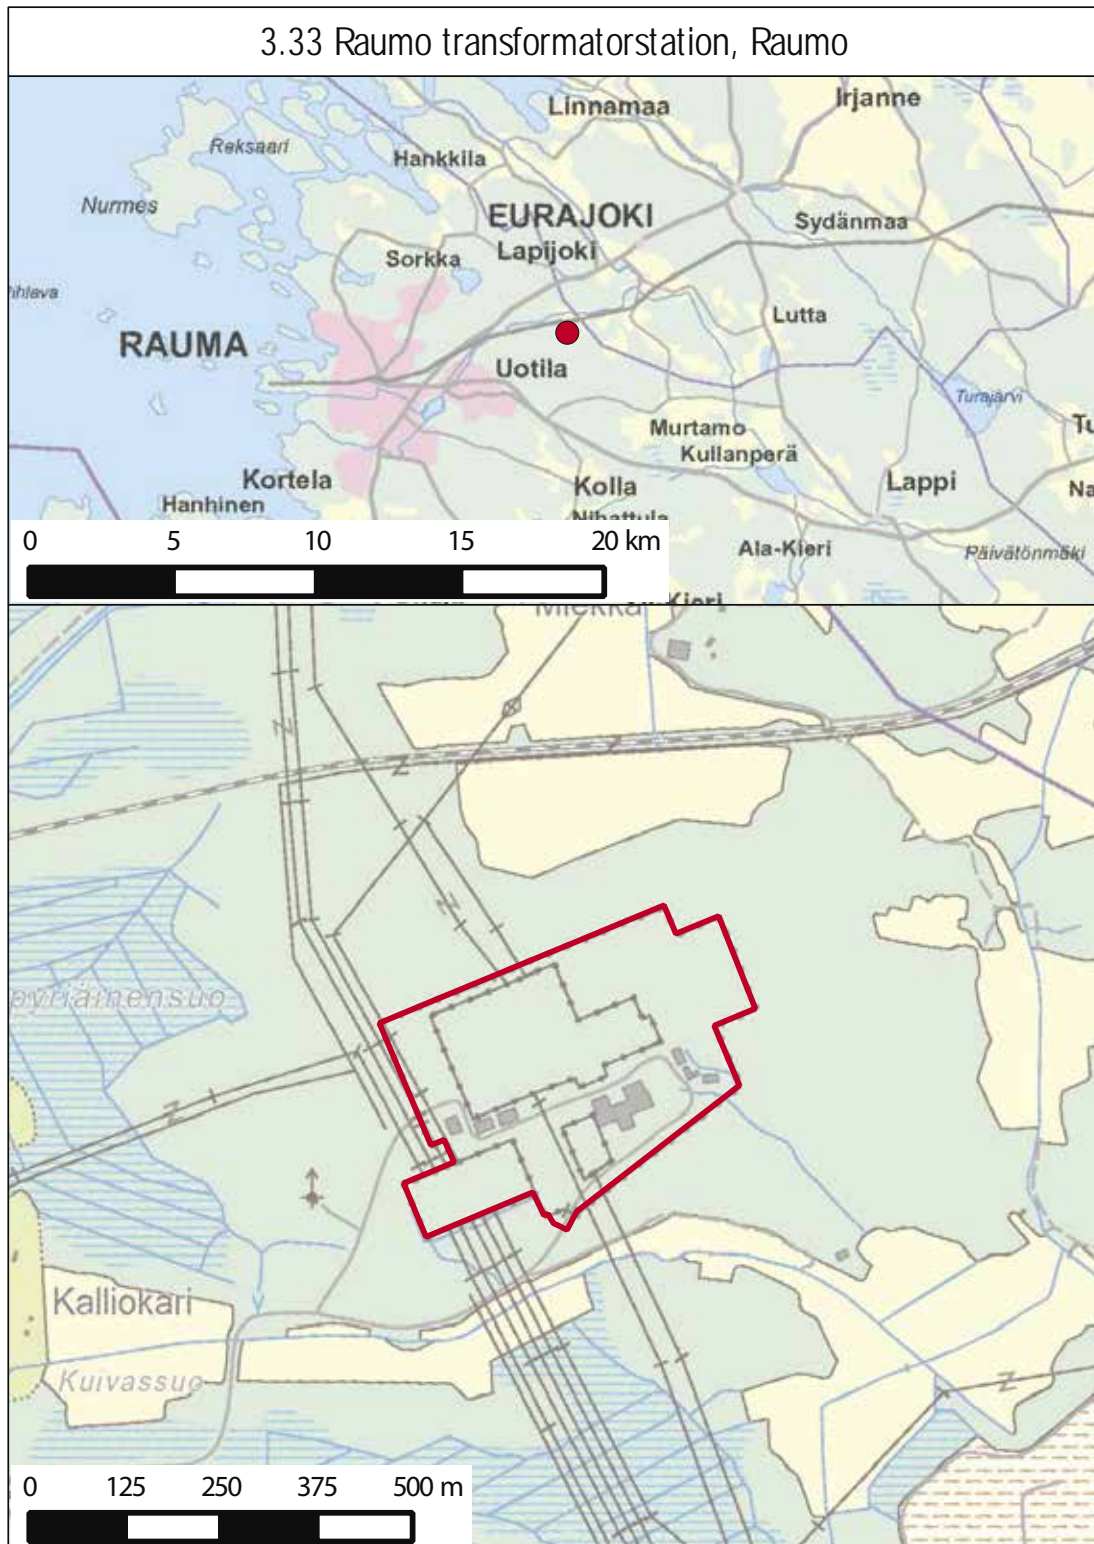 3.33 Raumo transformatorstation, Raumo
Linnamaa
Irjanne
Reksaari
Hankkila
Nurmes
EURAJOKI
Sydänmaa
Sorkka
Lapijoki
Lutta
RAUMA
Uotila
Turajärvi
Murtamo
Kullanperä
Kortela
Kolla
Lappi
Hanhinen
Ala-Kieri
Päivätönmäki
0 5 10 15 20 km
Kalliokari
Kuivassuo
0 125 250 375 500 m